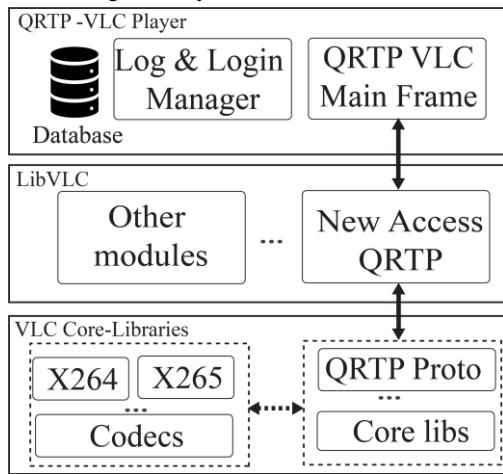 QRTP -VLC Player
Log & Login
Manager
Database
QRTP VLC
Main Frame
LibVLC
Other
modules
...
New Access
QRTP
VLC Core-Libraries
X264
X265
...
Codecs
QRTP Proto
...
Core libs